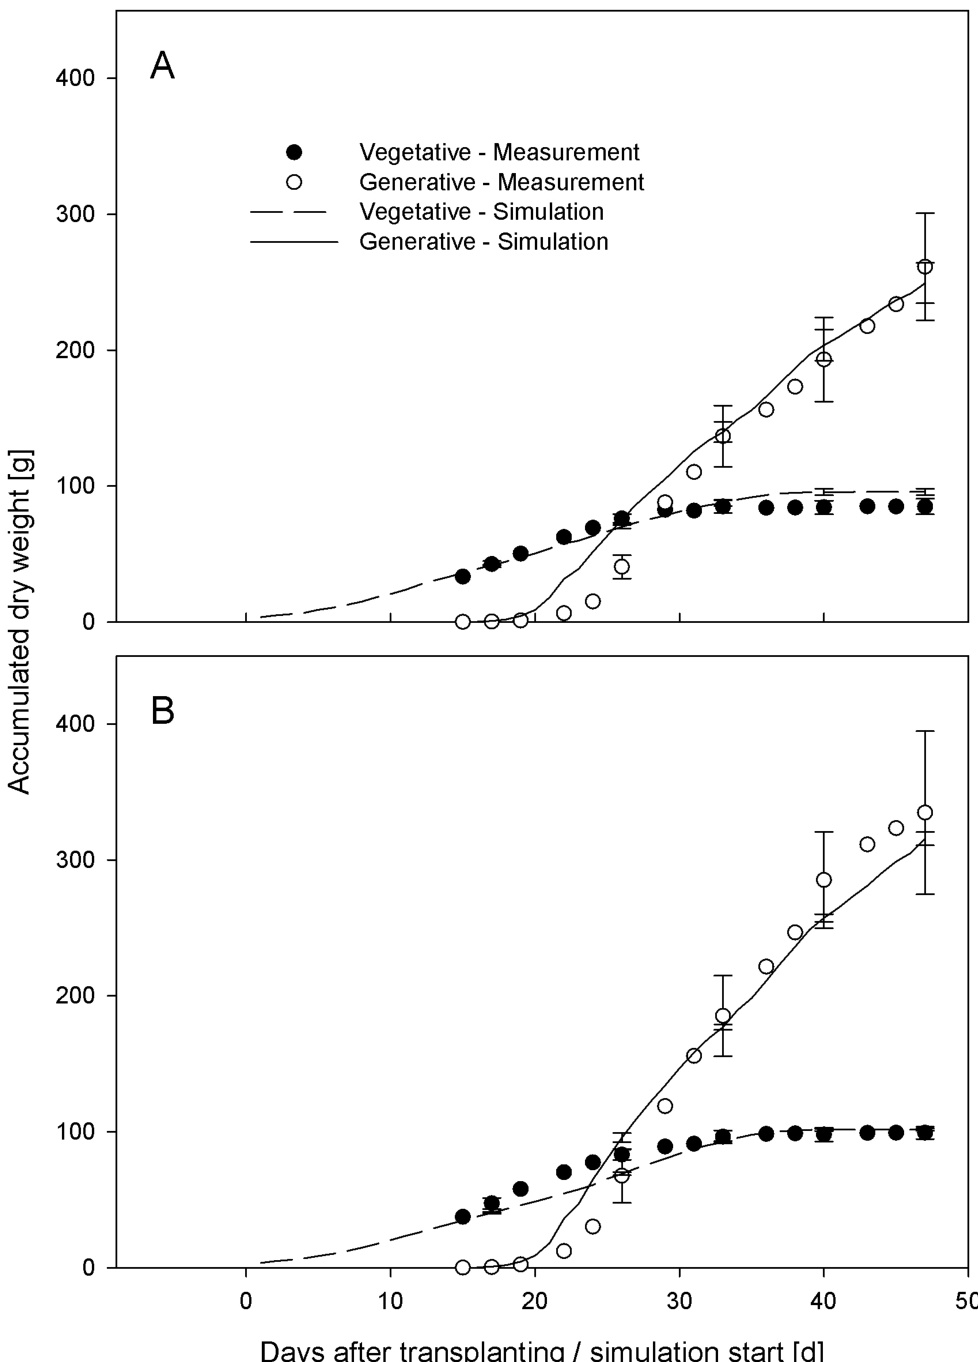 A
400
Vegetative - Measurement
Generative - Measurement
Vegetative - Simulation
Generative - Simulation
300
200
100
0
Accumulated dry weight [g]
B
400
300
200
100
0
0 10 20 30 40 50
Days after transplanting / simulation start [d]